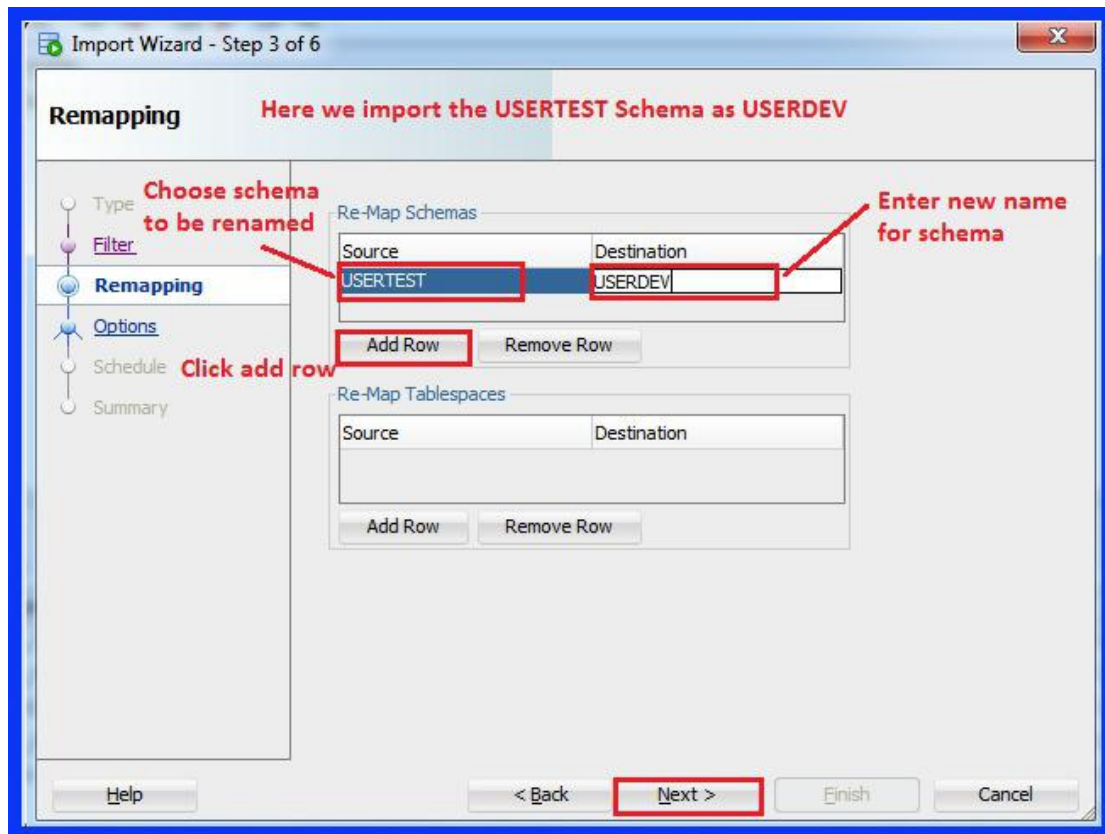 Import Wizard - Step 3 of 6
Remapping
Here we import the USERTEST Schema as USERDEV
Type
Filter
Remapping
Options
Schedule
Summary
Choose schema
to be renamed
Click add row
Re-Map Schemas
Source Destination
USERTEST USERDEV
Add Row Remove Row
Enter new name
for schema
Re-Map Tablespaces
Source Destination
Add Row Remove Row
Help < Back Next > Finish Cancel